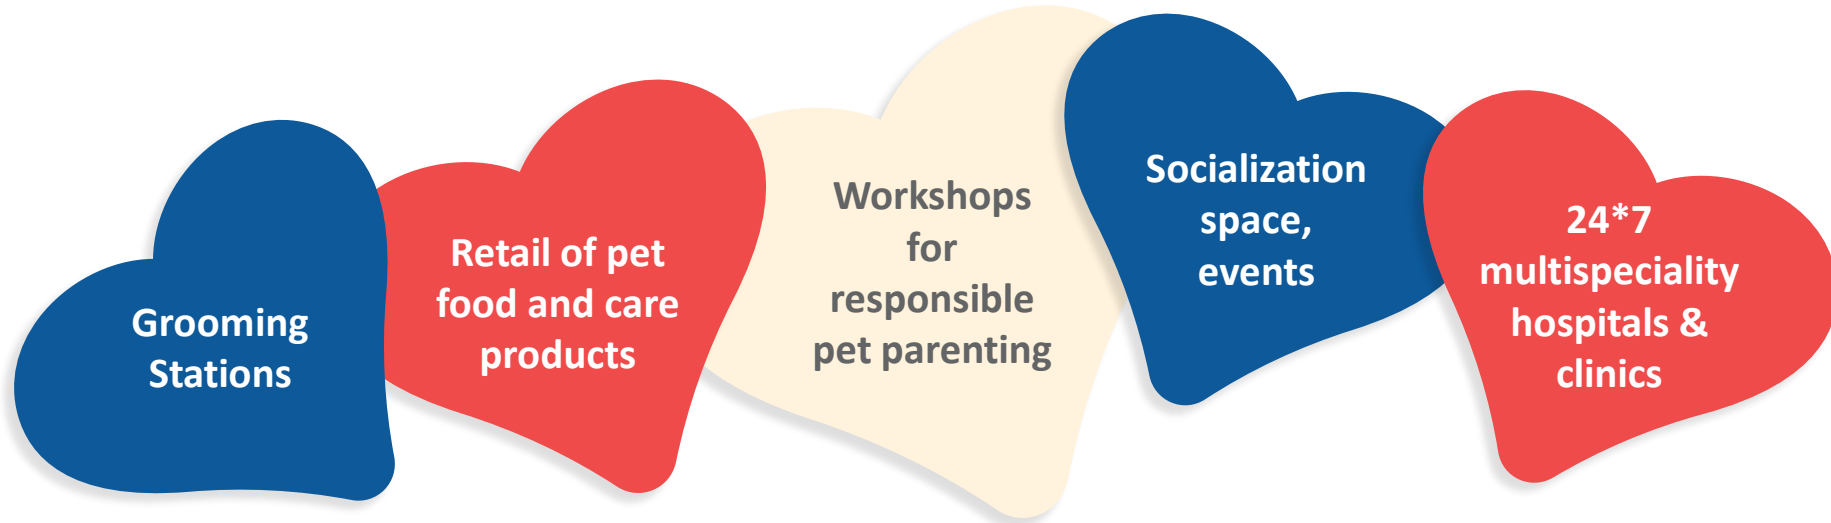 Grooming
Stations
Retail of pet
food and care
products
Workshops
for
responsible
pet parenting
Socialization
space,
events
24*7
multispeciality
hospitals &
clinics